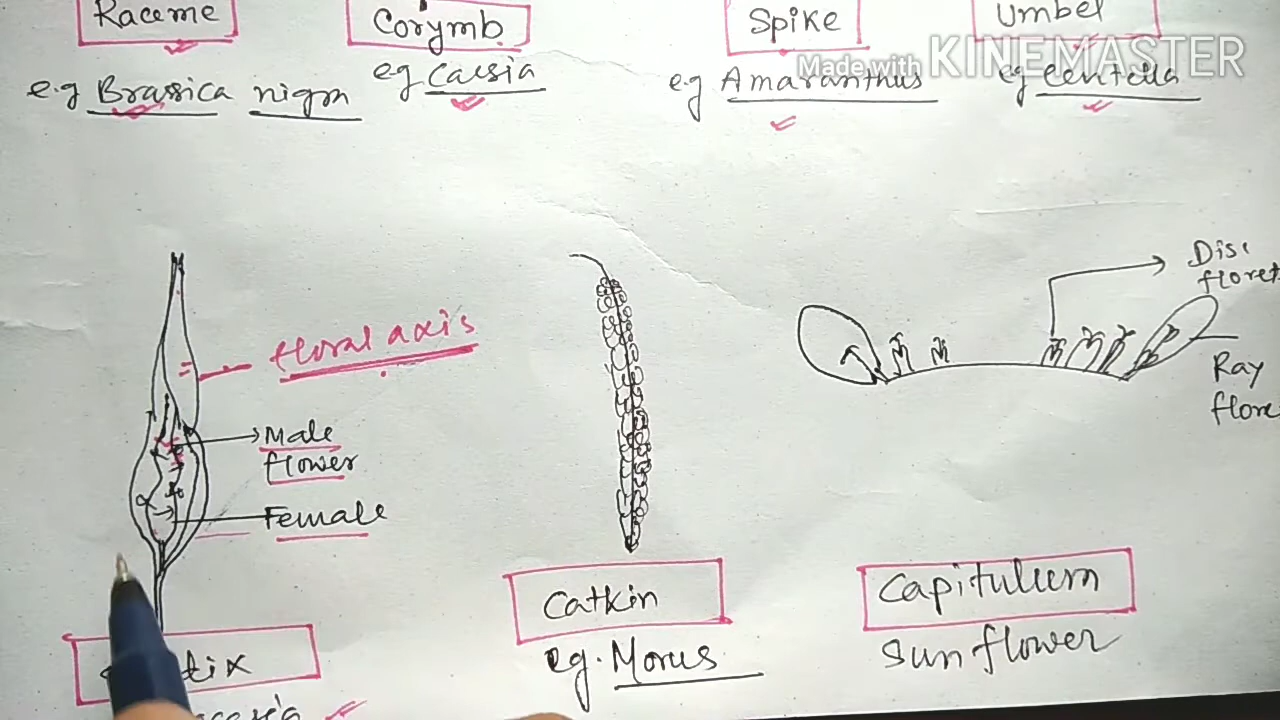 Raceme
Corymb
Spike
Umbel
Made with KINEMASTER
e.g Brassica nigra
eg Caesia
e.g Amaranthus
eg Centella
Disc
floret
floral axis
Male
flower
Ray
flore
Female
Catkin
Capitulum
tix
eg. Morus
Sunflower